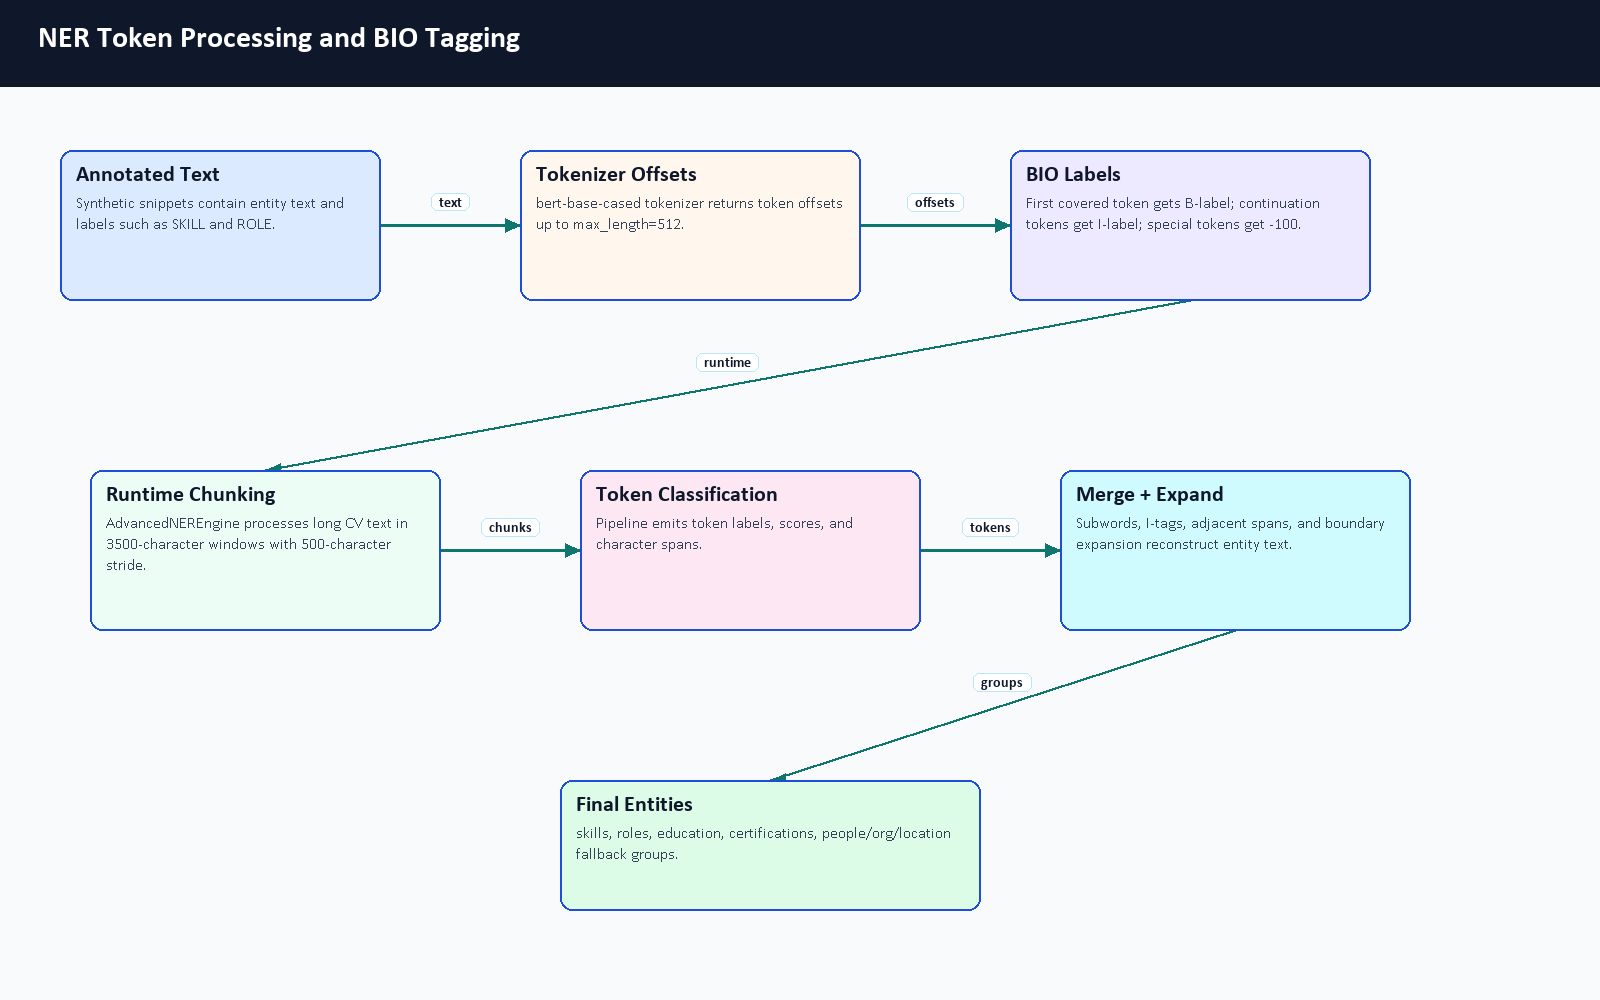 NER Token Processing and BIO Tagging
Annotated Text
Synthetic snippets contain entity text and
labels such as SKILL and ROLE.
text
Tokenizer Offsets
bert-base-cased tokenizer returns token offsets
up to max_length=512.
offsets
BIO Labels
First covered token gets B-label; continuation
tokens get I-label; special tokens get -100.
runtime
Runtime Chunking
AdvancedNEREngine processes long CV text in
3500-character windows with 500-character
stride.
chunks
Token Classification
Pipeline emits token labels, scores, and
character spans.
tokens
Merge + Expand
Subwords, I-tags, adjacent spans, and boundary
expansion reconstruct entity text.
groups
Final Entities
skills, roles, education, certifications, people/org/location
fallback groups.